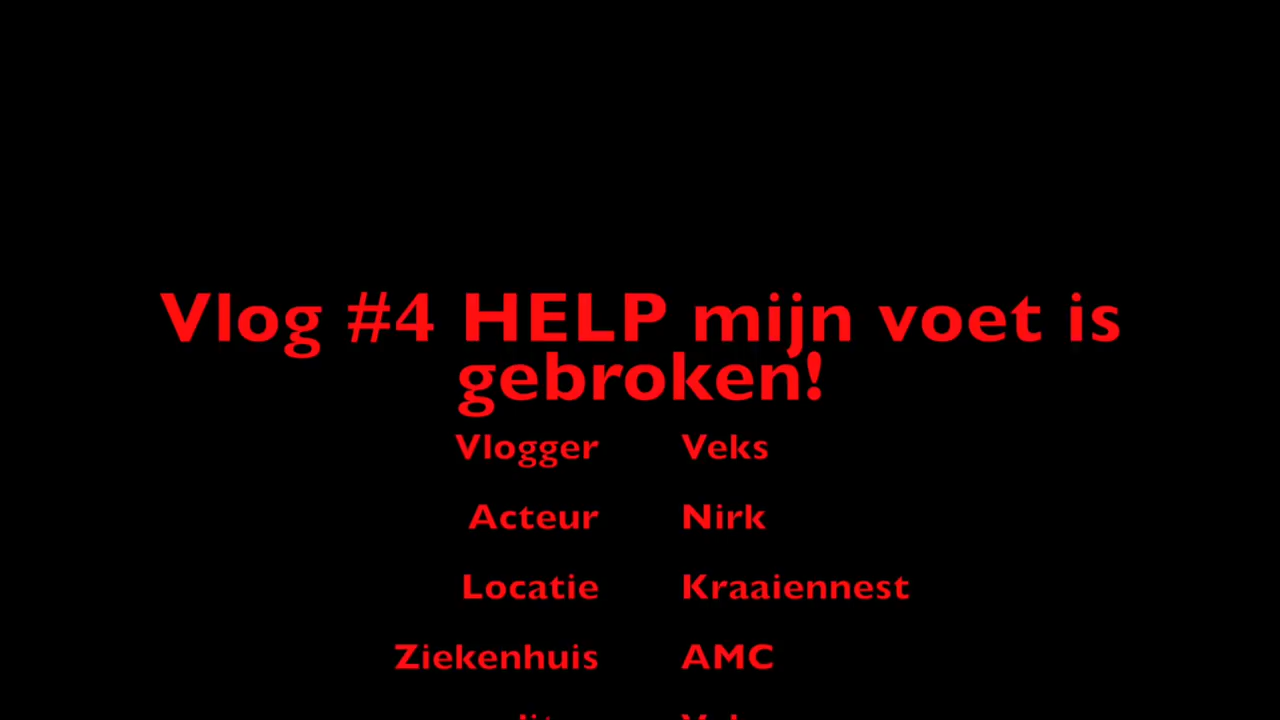 Vlog #4 HELP mijn voet is
gebroken!
Vlogger Veks
Acteur Nirk
Locatie Kraaiennest
Ziekenhuis AMC